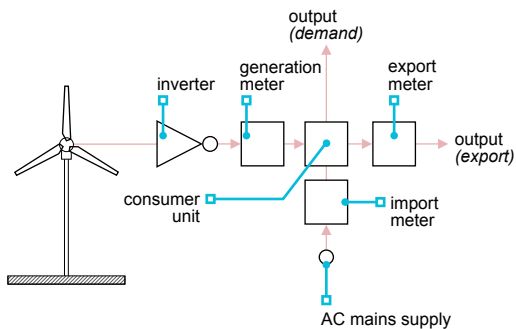 output
(demand)
inverter
generation
meter
export
meter
output
(export)
consumer
unit
import
meter
AC mains supply